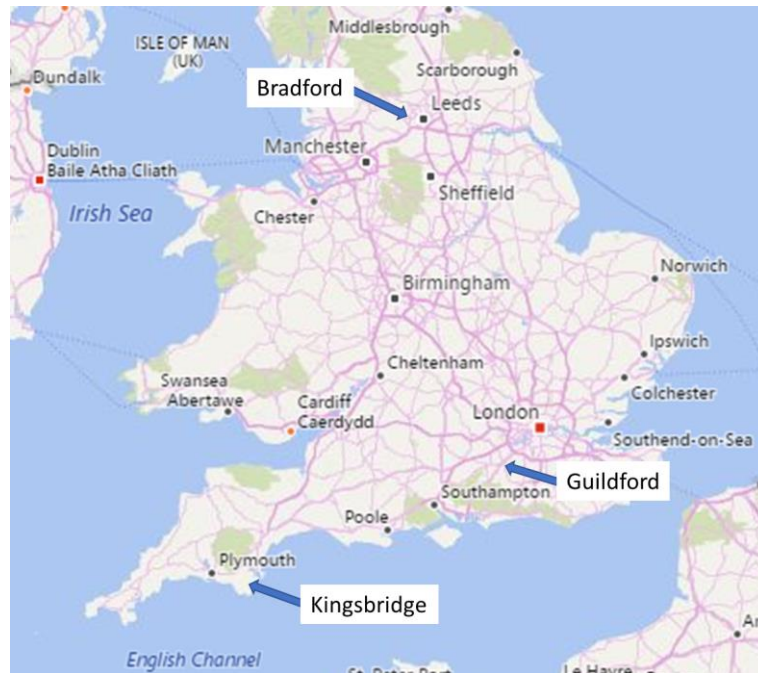 Middlesbrough
ISLE OF MAN
(UK)
Scarborough
Dundalk
Bradford
Leeds
Dublin
Baile Atha Cliath
Manchester
Sheffield
Irish Sea
Chester
Norwich
Birmingham
Ipswich
Cheltenham
Swansea
Abertawe
Colchester
Cardiff
Caerdydd
London
Southend-on-Sea
Guildford
Southampton
Poole
Plymouth
Kingsbridge
English Channel
Le Havre